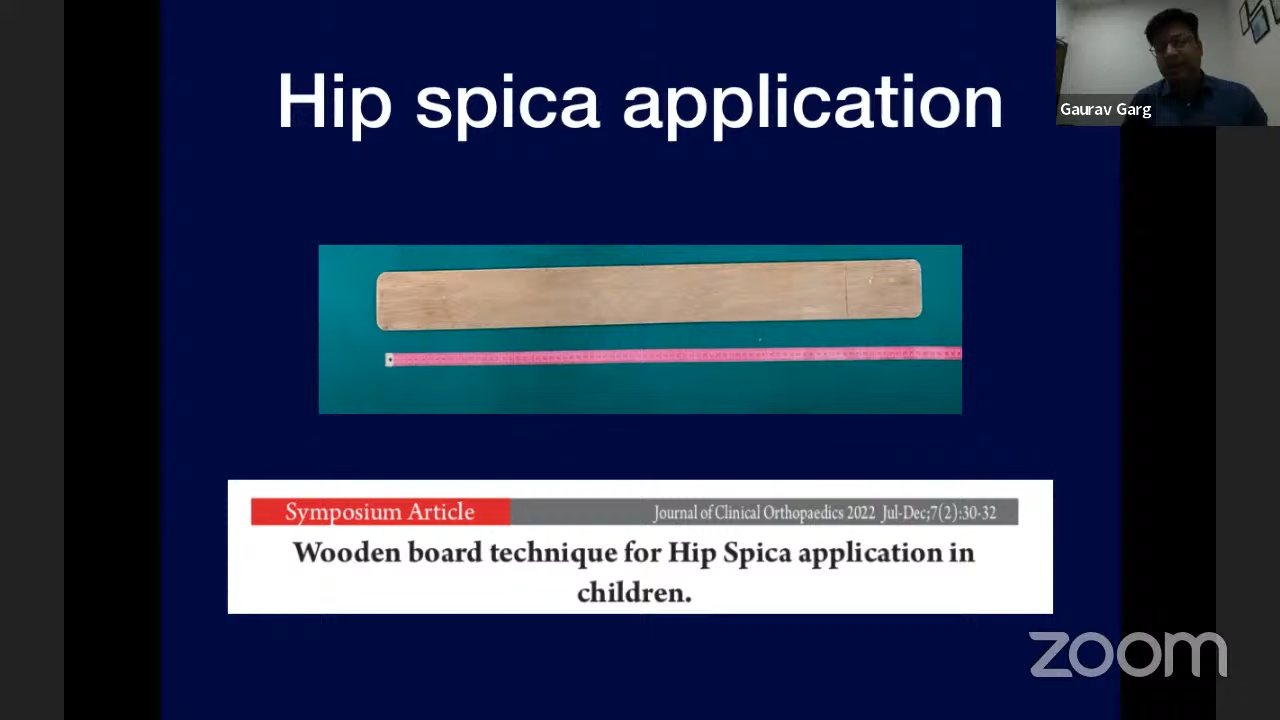 Hip spica application
Gaurav Garg
Symposium Article
Journal of Clinical Orthopaedics 2022 Jul-Dec;7(2):30-32
Wooden board technique for Hip Spica application in
children.
zoom